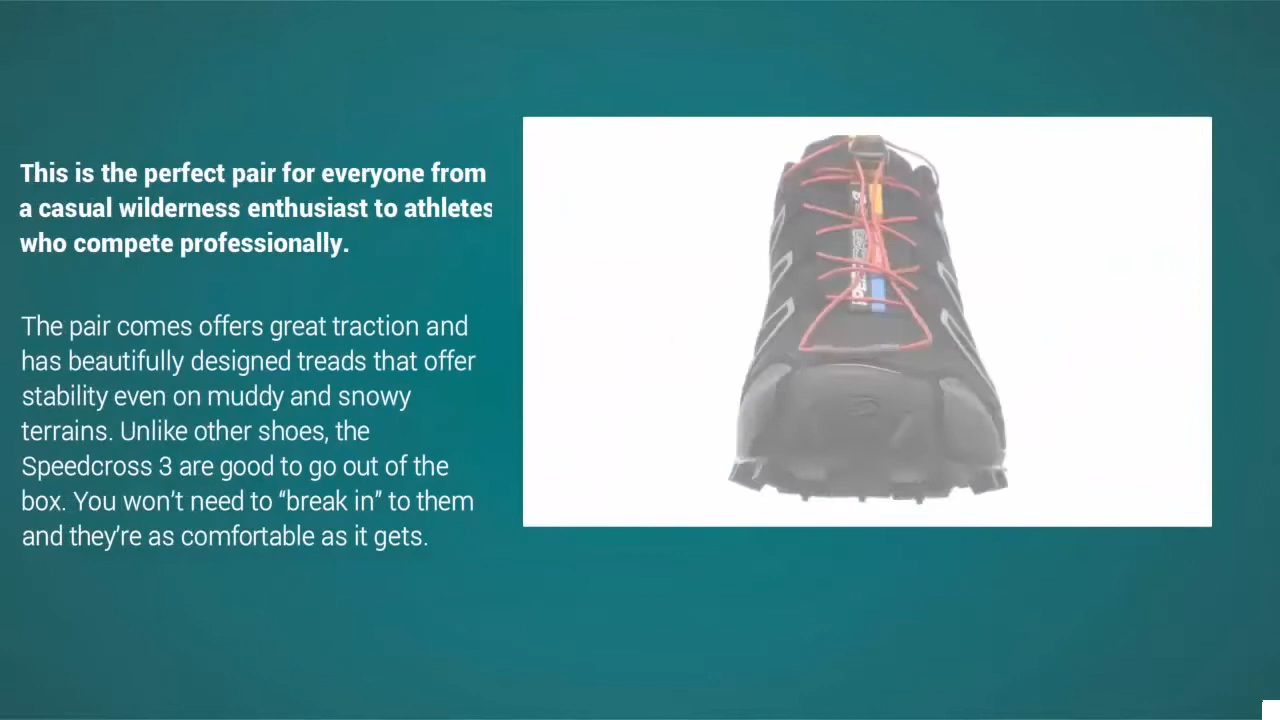 This is the perfect pair for everyone from
a casual wilderness enthusiast to athletes
who compete professionally.
The pair comes offers great traction and
has beautifully designed treads that offer
stability even on muddy and snowy
terrains. Unlike other shoes, the
Speedcross 3 are good to go out of the
box. You won’t need to “break in” to them
and they’re as comfortable as it gets.